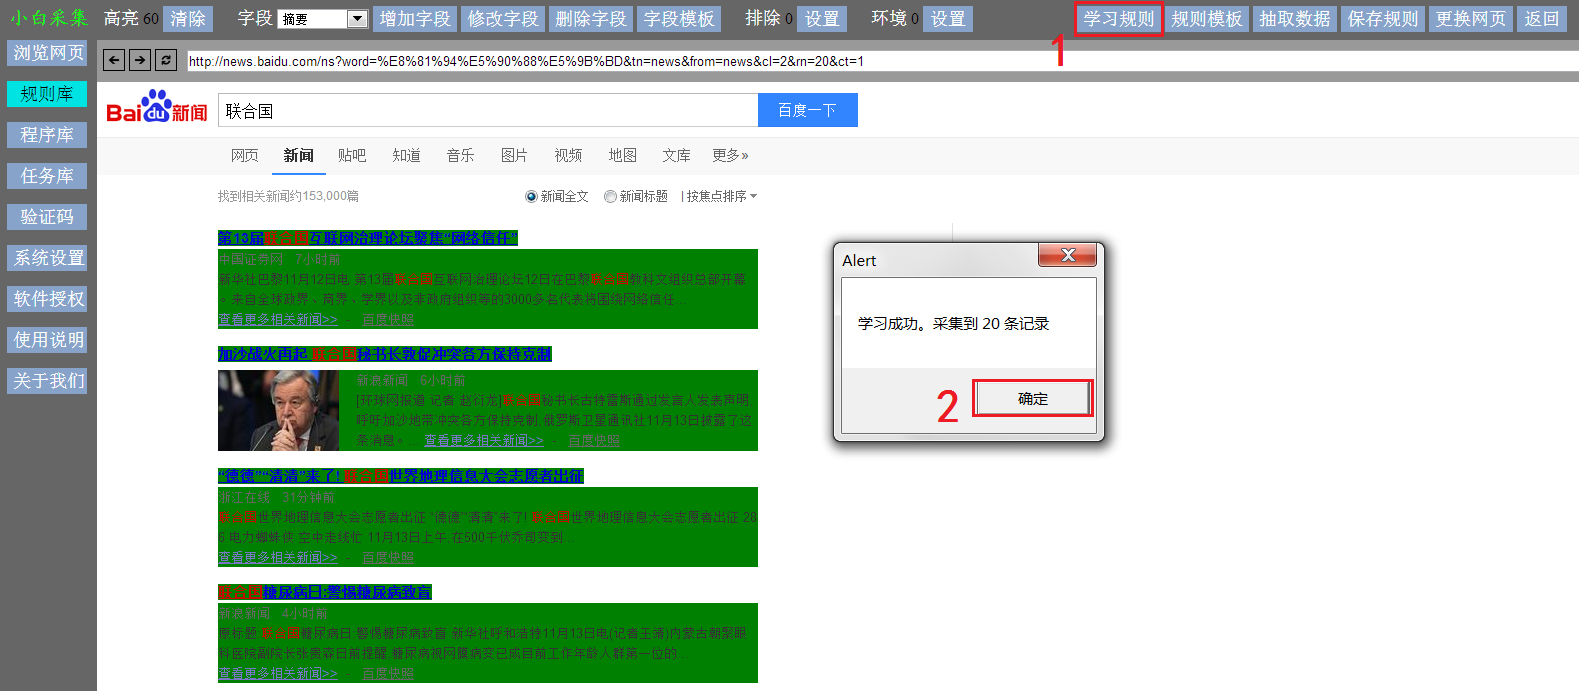 小白采集 高亮 60 清除 字段 摘要 增加字段 修改字段 删除字段 字段模板 排除 0 设置 环境 0 设置 学习规则 规则模板 抽取数据 保存规则 更换网页 返回
1
浏览网页
规则库
程序库
任务库
验证码
系统设置
软件授权
使用说明
关于我们
http://news.baidu.com/ns?word=%E8%81%94%E5%90%88%E5%9B%BD&tn=news&from=news&cl=2&rn=20&ct=1
Bai du 新闻 联合国 百度一下
网页 新闻 贴吧 知道 音乐 图片 视频 地图 文库 更多»
找到相关新闻约153,000篇 新闻全文 新闻标题 | 按焦点排序
第13届联合国互联网治理论坛聚焦“网络信任”
中国证券网 7小时前
新华社巴黎11月12日电 第13届联合国互联网治理论坛12日在巴黎联合国教科文组织总部开幕
。来自全球政界、商界、学界以及非政府组织等的3000多名代表将围绕网络信任...
查看更多相关新闻>> - 百度快照
加沙战火再起 联合国秘书长敦促冲突各方保持克制
新浪新闻 6小时前
[环球网报道 记者 赵衍龙]联合国秘书长古特雷斯通过发言人发表声明,
呼吁加沙地带冲突各方保持克制,俄罗斯卫星通讯社11月13日披露了这
条消息。... 查看更多相关新闻>> - 百度快照
“德德”“清清”来了! 联合国世界地理信息大会志愿者出征
浙江在线 31分钟前
联合国世界地理信息大会志愿者出征 “德德”“清清”来了! 联合国世界地理信息大会志愿者出征 28
6 电力蜘蛛侠 空中走线忙 11月13日上午 在500千伏乔司变到...
查看更多相关新闻>> - 百度快照
联合国糖尿病日:警惕糖尿病致盲
新浪新闻 4小时前
原标题:联合国糖尿病日:警惕糖尿病致盲 新华社呼和浩特11月13日电(记者王靖)内蒙古朝聚眼
科医院副院长张贵森日前提醒,糖尿病视网膜病变已成目前工作年龄人群第一位的...
查看更多相关新闻>> - 百度快照
Alert
学习成功。采集到 20 条记录
2 确定